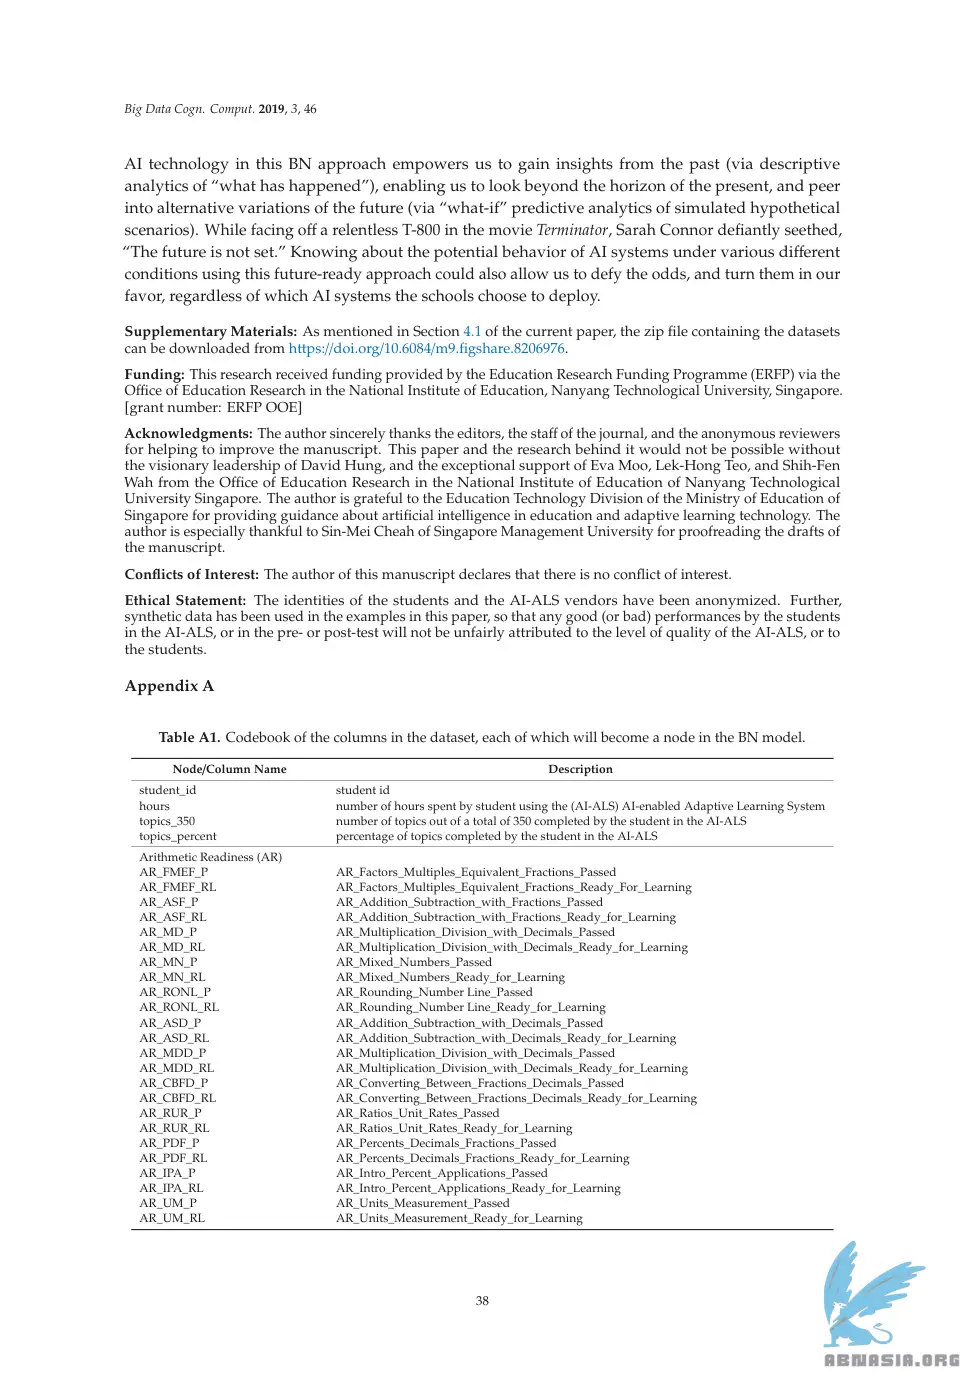 Big Data Cogn. Comput. 2019, 3, 46
AI technology in this BN approach empowers us to gain insights from the past (via descriptive
analytics of “what has happened”), enabling us to look beyond the horizon of the present, and peer
into alternative variations of the future (via “what-if” predictive analytics of simulated hypothetical
scenarios). While facing off a relentless T-800 in the movie Terminator, Sarah Connor defiantly seethed,
“The future is not set.” Knowing about the potential behavior of AI systems under various different
conditions using this future-ready approach could also allow us to defy the odds, and turn them in our
favor, regardless of which AI systems the schools choose to deploy.
Supplementary Materials: As mentioned in Section 4.1 of the current paper, the zip file containing the datasets
can be downloaded from https://doi.org/10.6084/m9.figshare.8206976.
Funding: This research received funding provided by the Education Research Funding Programme (ERFP) via the
Office of Education Research in the National Institute of Education, Nanyang Technological University, Singapore.
[grant number: ERFP OOE]
Acknowledgments: The author sincerely thanks the editors, the staff of the journal, and the anonymous reviewers
for helping to improve the manuscript. This paper and the research behind it would not be possible without
the visionary leadership of David Hung, and the exceptional support of Eva Moo, Lek-Hong Teo, and Shih-Fen
Wah from the Office of Education Research in the National Institute of Education of Nanyang Technological
University Singapore. The author is grateful to the Education Technology Division of the Ministry of Education of
Singapore for providing guidance about artificial intelligence in education and adaptive learning technology. The
author is especially thankful to Sin-Mei Cheah of Singapore Management University for proofreading the drafts of
the manuscript.
Conflicts of Interest: The author of this manuscript declares that there is no conflict of interest.
Ethical Statement: The identities of the students and the AI-ALS vendors have been anonymized. Further,
synthetic data has been used in the examples in this paper, so that any good (or bad) performances by the students
in the AI-ALS, or in the pre- or post-test will not be unfairly attributed to the level of quality of the AI-ALS, or to
the students.
Appendix A
Table A1. Codebook of the columns in the dataset, each of which will become a node in the BN model.
Node/Column Name Description
student_id student id
hours number of hours spent by student using the (AI-ALS) AI-enabled Adaptive Learning System
topics_350 number of topics out of a total of 350 completed by the student in the AI-ALS
topics_percent percentage of topics completed by the student in the AI-ALS
Arithmetic Readiness (AR)
AR_FMEF_P AR_Factors_Multiples_Equivalent_Fractions_Passed
AR_FMEF_RL AR_Factors_Multiples_Equivalent_Fractions_Ready_For_Learning
AR_ASF_P AR_Addition_Subtraction_with_Fractions_Passed
AR_ASF_RL AR_Addition_Subtraction_with_Fractions_Ready_for_Learning
AR_MD_P AR_Multiplication_Division_with_Decimals_Passed
AR_MD_RL AR_Multiplication_Division_with_Decimals_Ready_for_Learning
AR_MN_P AR_Mixed_Numbers_Passed
AR_MN_RL AR_Mixed_Numbers_Ready_for_Learning
AR_RONL_P AR_Rounding_Number Line_Passed
AR_RONL_RL AR_Rounding_Number Line_Ready_for_Learning
AR_ASD_P AR_Addition_Subtraction_with_Decimals_Passed
AR_ASD_RL AR_Addition_Subtraction_with_Decimals_Ready_for_Learning
AR_MDD_P AR_Multiplication_Division_with_Decimals_Passed
AR_MDD_RL AR_Multiplication_Division_with_Decimals_Ready_for_Learning
AR_CBFD_P AR_Converting_Between_Fractions_Decimals_Passed
AR_CBFD_RL AR_Converting_Between_Fractions_Decimals_Ready_for_Learning
AR_RUR_P AR_Ratios_Unit_Rates_Passed
AR_RUR_RL AR_Ratios_Unit_Rates_Ready_for_Learning
AR_PDF_P AR_Percents_Decimals_Fractions_Passed
AR_PDF_RL AR_Percents_Decimals_Fractions_Ready_for_Learning
AR_IPA_P AR_Intro_Percent_Applications_Passed
AR_IPA_RL AR_Intro_Percent_Applications_Ready_for_Learning
AR_UM_P AR_Units_Measurement_Passed
AR_UM_RL AR_Units_Measurement_Ready_for_Learning
38
ABNASIA.ORG